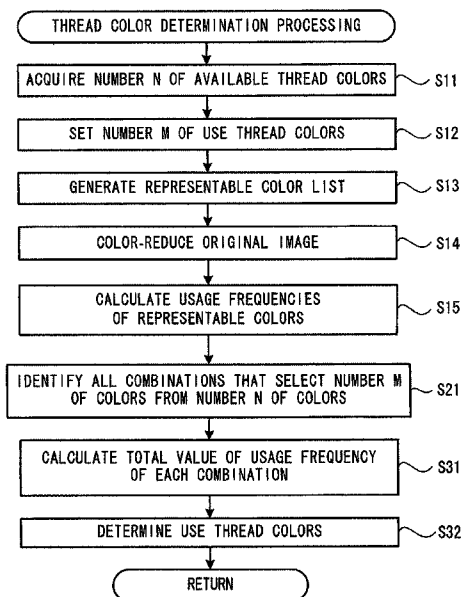 THREAD COLOR DETERMINATION PROCESSING
ACQUIRE NUMBER N OF AVAILABLE THREAD COLORS
S11
SET NUMBER M OF USE THREAD COLORS
S12
GENERATE REPRESENTABLE COLOR LIST
S13
COLOR-REDUCE ORIGINAL IMAGE
S14
CALCULATE USAGE FREQUENCIES
OF REPRESENTABLE COLORS
S15
IDENTIFY ALL COMBINATIONS THAT SELECT NUMBER M
OF COLORS FROM NUMBER N OF COLORS
S21
CALCULATE TOTAL VALUE OF USAGE FREQUENCY
OF EACH COMBINATION
S31
DETERMINE USE THREAD COLORS
S32
RETURN